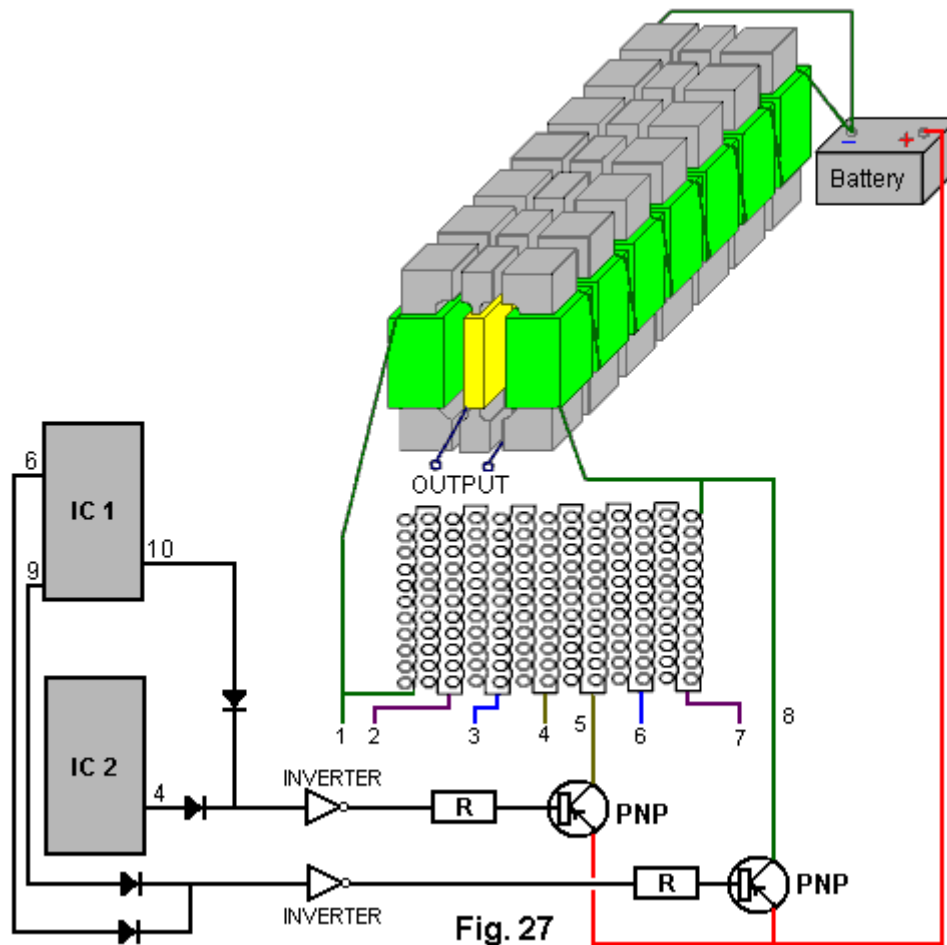 − +
Battery
OUTPUT
6
IC 1
10
9
1 2 3 4 5 6 7 8
IC 2
4
INVERTER
R
PNP
R
PNP
INVERTER
Fig. 27